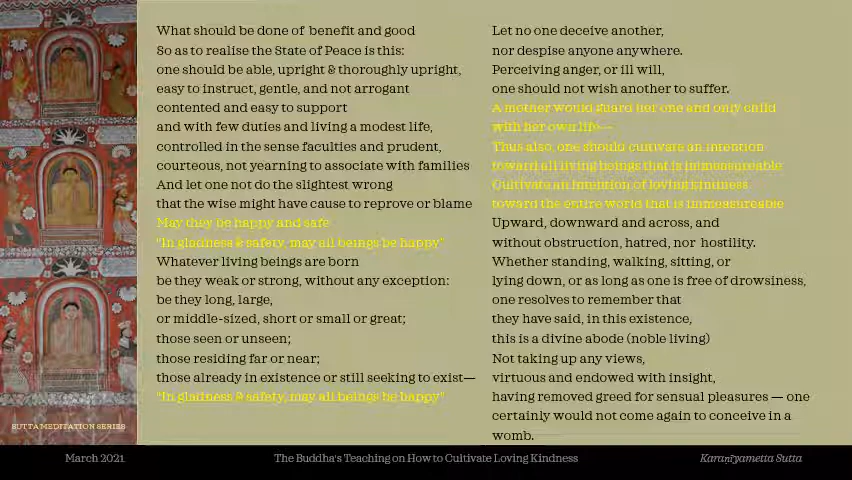 What should be done of benefit and good
So as to realise the State of Peace is this:
one should be able, upright & thoroughly upright,
easy to instruct, gentle, and not arrogant
contented and easy to support
and with few duties and living a modest life,
controlled in the sense faculties and prudent,
courteous, not yearning to associate with families
And let one not do the slightest wrong
that the wise might have cause to reprove or blame
May they be happy and safe
"In gladness & safety, may all beings be happy"
Whatever living beings are born
be they weak or strong, without any exception:
be they long, large,
or middle-sized, short or small or great;
those seen or unseen;
those residing far or near;
those already in existence or still seeking to exist—
"In gladness & safety, may all beings be happy"
Let no one deceive another,
nor despise anyone anywhere.
Perceiving anger, or ill will,
one should not wish another to suffer.
A mother would guard her one and only child
with her own life—
Thus also, one should cultivate an intention
toward all living beings that is immeasureable
Cultivate an intention of loving kindness
toward the entire world that is immeasureable
Upward, downward and across, and
without obstruction, hatred, nor hostility.
Whether standing, walking, sitting, or
lying down, or as long as one is free of drowsiness,
one resolves to remember that
they have said, in this existence,
this is a divine abode (noble living)
Not taking up any views,
virtuous and endowed with insight,
having removed greed for sensual pleasures — one
certainly would not come again to conceive in a
womb.
SUTTA MEDITATION SERIES
March 2021
The Buddha's Teaching on How to Cultivate Loving Kindness
Karaṇīyametta Sutta